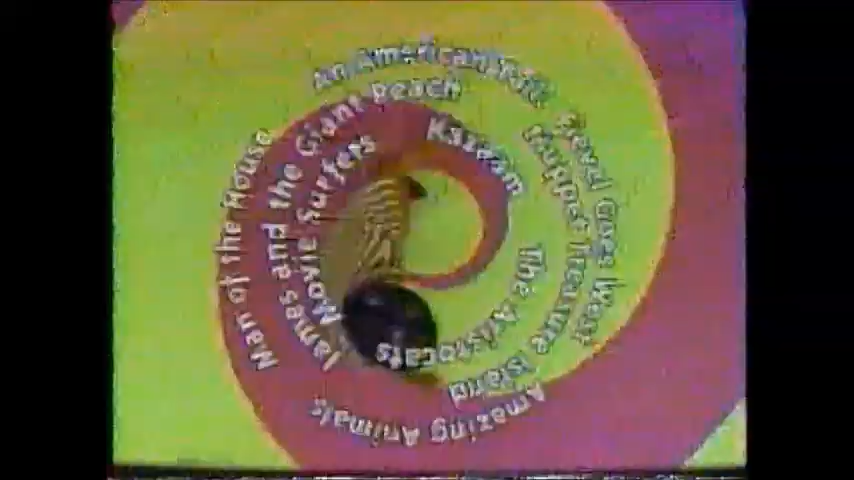 An American Tail: Fievel Goes West
James and the Giant Peach
Kazaam
Muppet Treasure Island
Man of the House
Movie Surfers
The Aristocats
Amazing Animals